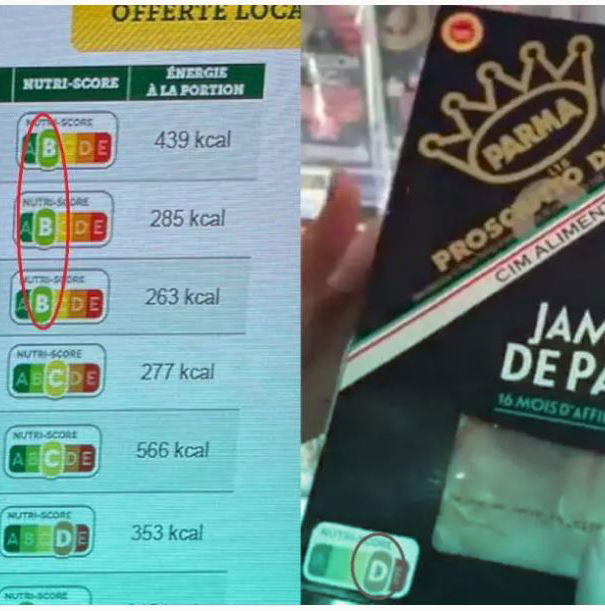 OFFERTE LOCA
NUTRI-SCORE
ÉNERGIE
À LA PORTION
NUTRI-SCORE
A B C D E
439 kcal
NUTRI-SCORE
A B C D E
285 kcal
NUTRI-SCORE
A B C D E
263 kcal
NUTRI-SCORE
A B C D E
277 kcal
NUTRI-SCORE
A B C D E
566 kcal
NUTRI-SCORE
A B C D E
353 kcal
NUTRI-SCORE
PARMA
PROSCIUTTO D
CIM ALIMEN
JAM
DE PA
16 MOIS D'AFFI
NUTRI-SCORE
D